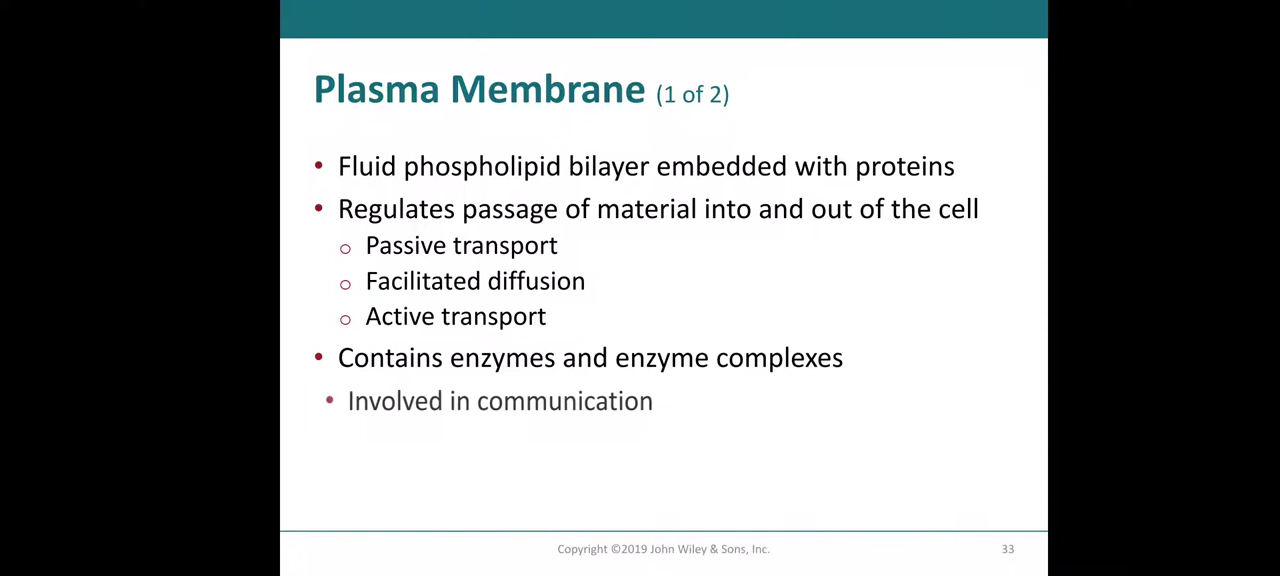 Plasma Membrane (1 of 2)
• Fluid phospholipid bilayer embedded with proteins
• Regulates passage of material into and out of the cell
o Passive transport
o Facilitated diffusion
o Active transport
• Contains enzymes and enzyme complexes
• Involved in communication
Copyright ©2019 John Wiley & Sons, Inc.
33